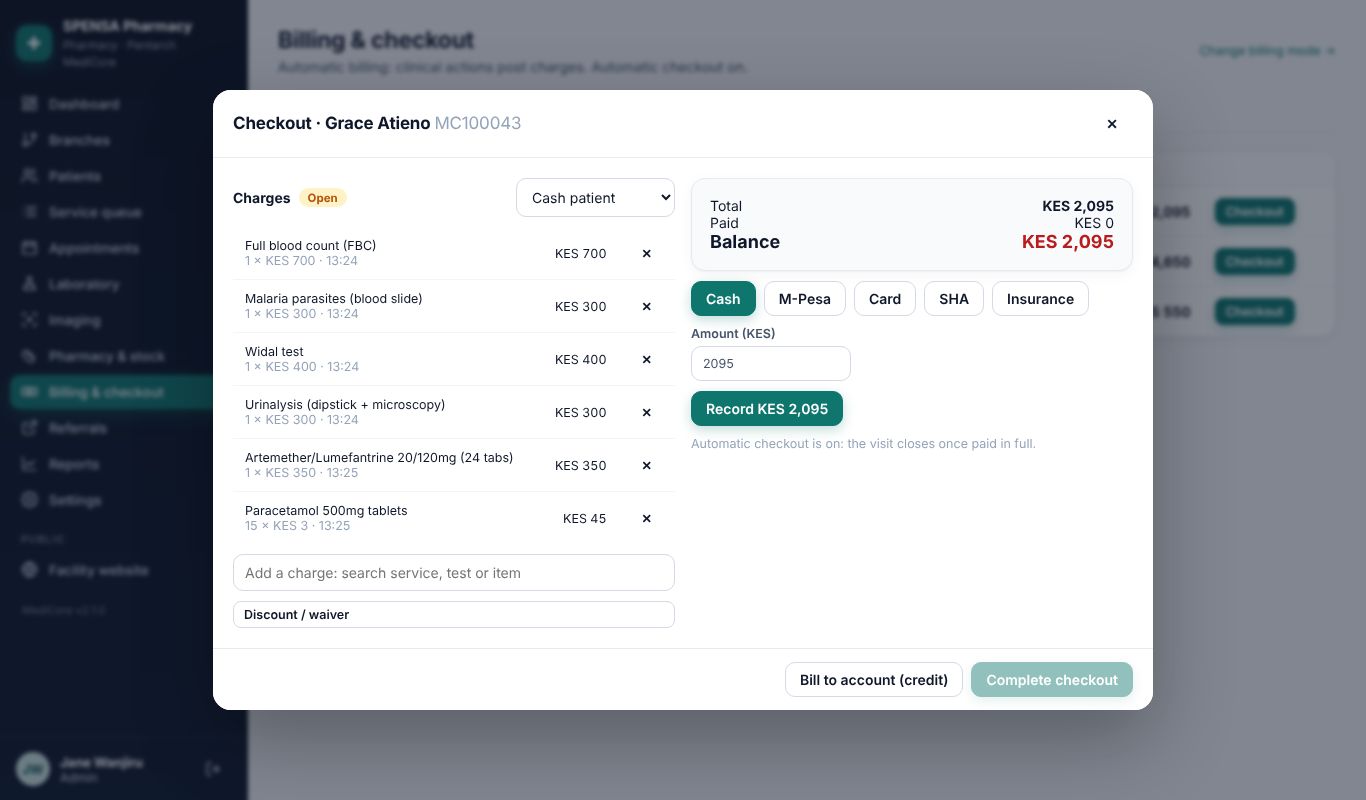 SPENSA Pharmacy
Pharmacy · Pentarch
MediCore
Dashboard
Branches
Patients
Service queue
Appointments
Laboratory
Imaging
Pharmacy & stock
Billing & checkout
Referrals
Reports
Settings
PUBLIC
Facility website
Jane Wanjiru
Admin
Billing & checkout
Automatic billing: clinical actions post charges. Automatic checkout on.
Change billing mode →
Checkout
Checkout
Checkout
Checkout · Grace Atieno MC100043
×
Charges Open
Cash patient
Full blood count (FBC)
1 × KES 700 · 13:24
KES 700 ×
Malaria parasites (blood slide)
1 × KES 300 · 13:24
KES 300 ×
Widal test
1 × KES 400 · 13:24
KES 400 ×
Urinalysis (dipstick + microscopy)
1 × KES 300 · 13:24
KES 300 ×
Artemether/Lumefantrine 20/120mg (24 tabs)
1 × KES 350 · 13:25
KES 350 ×
Paracetamol 500mg tablets
15 × KES 3 · 13:25
KES 45 ×
Add a charge: search service, test or item
Discount / waiver
Total KES 2,095
Paid KES 0
Balance KES 2,095
Cash M-Pesa Card SHA Insurance
Amount (KES)
2095
Record KES 2,095
Automatic checkout is on: the visit closes once paid in full.
Bill to account (credit) Complete checkout